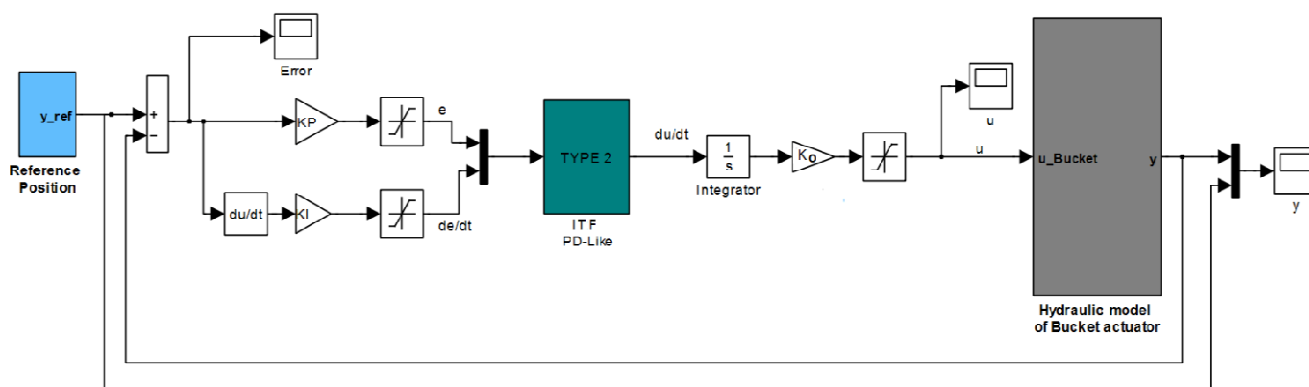 Error
y_ref
+
−
Reference
Position
KP
e
du/dt
KI
de/dt
TYPE 2
ITF
PD-Like
du/dt
1
s
Integrator
Ko
u
u
u_Bucket
y
Hydraulic model
of Bucket actuator
y